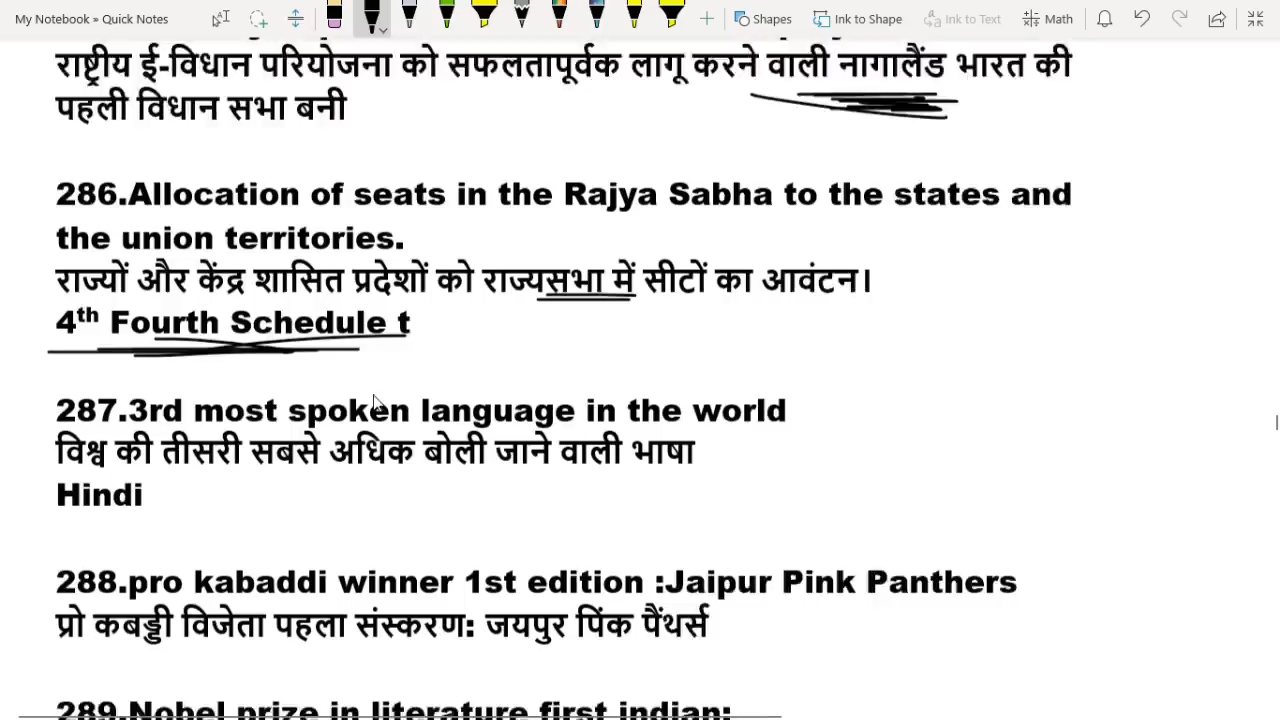 My Notebook » Quick Notes
Shapes
Ink to Shape
Ink to Text
Math
राष्ट्रीय ई-विधान परियोजना को सफलतापूर्वक लागू करने वाली नागालैंड भारत की
पहली विधान सभा बनी
286.Allocation of seats in the Rajya Sabha to the states and
the union territories.
राज्यों और केंद्र शासित प्रदेशों को राज्यसभा में सीटों का आवंटन।
4th Fourth Schedule t
287.3rd most spoken language in the world
विश्व की तीसरी सबसे अधिक बोली जाने वाली भाषा
Hindi
288.pro kabaddi winner 1st edition :Jaipur Pink Panthers
प्रो कबड्डी विजेता पहला संस्करण: जयपुर पिंक पैंथर्स
289.Nobel prize in literature first indian: